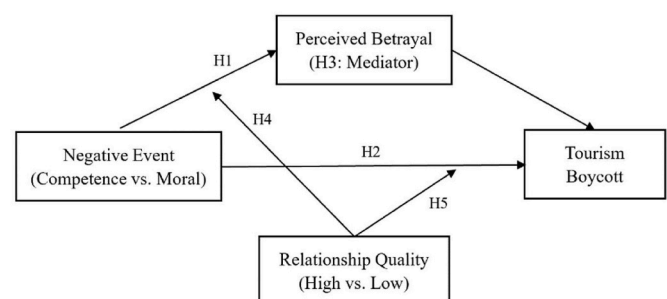 Perceived Betrayal
(H3: Mediator)
H1
H4
Negative Event
(Competence vs. Moral)
H2
Tourism
Boycott
H5
Relationship Quality
(High vs. Low)